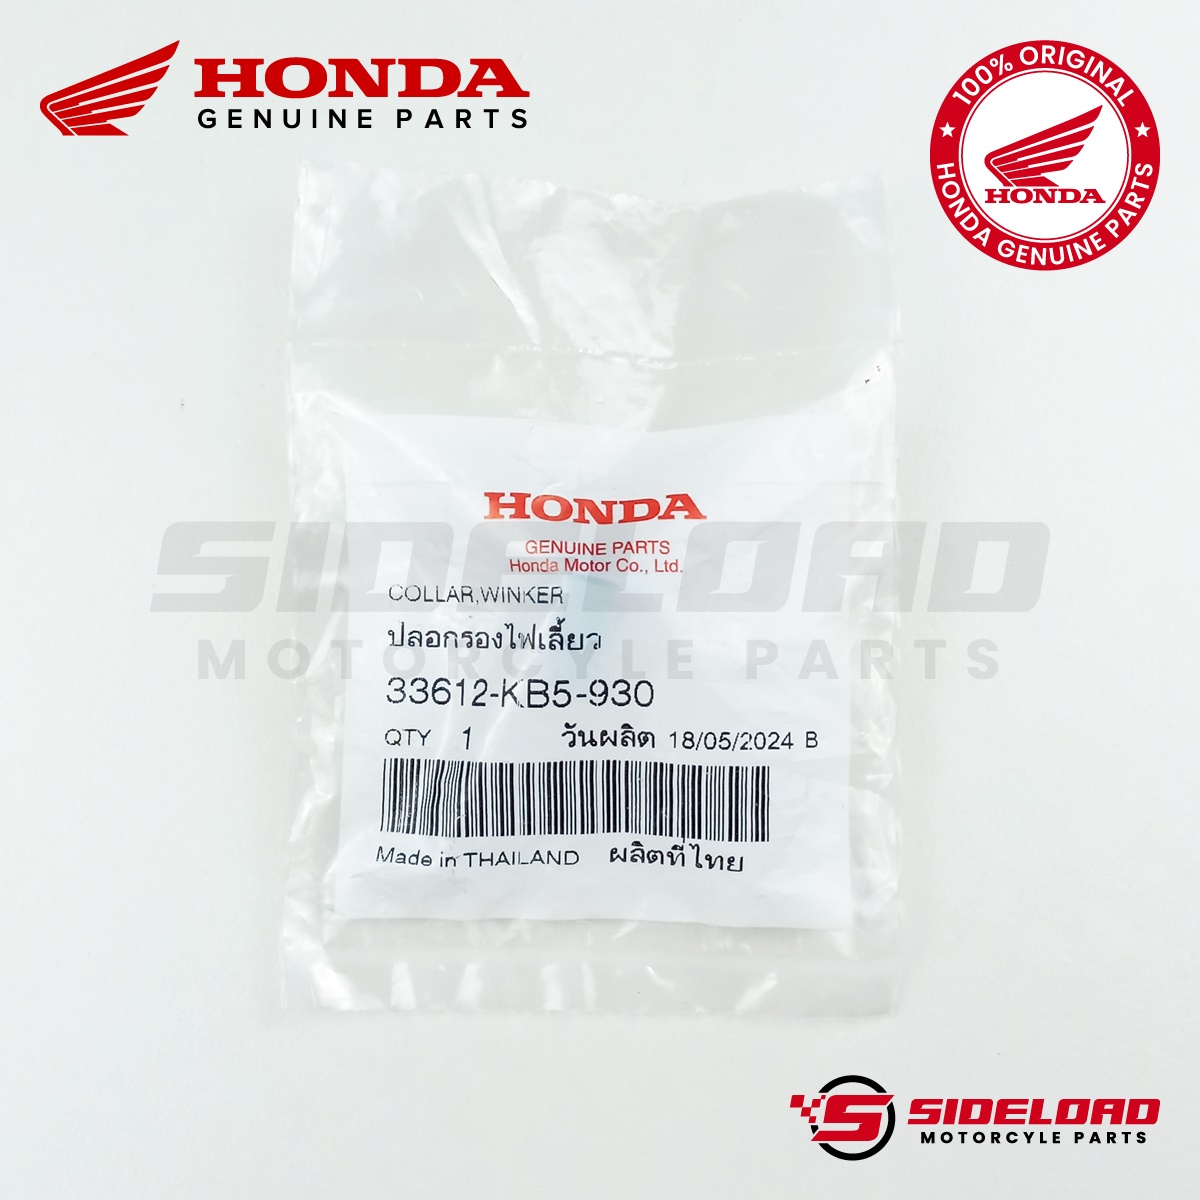 HONDA
GENUINE PARTS
100% ORIGINAL
HONDA
HONDA GENUINE PARTS
HONDA
GENUINE PARTS
Honda Motor Co., Ltd.
COLLAR,WINKER
ปลอกรองไฟเลี้ยว
33612-KB5-930
QTY 1 วันผลิต 18/05/2024 B
Made in THAILAND ผลิตที่ไทย
SIDELOAD
MOTORCYLE PARTS
S SIDELOAD
MOTORCYLE PARTS